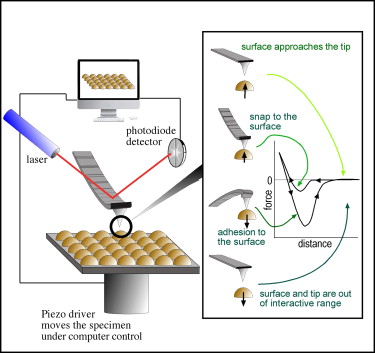 photodiode
detector
laser
Piezo driver
moves the specimen
under computer control
surface approaches the tip
snap to the
surface
adhesion to
the surface
surface and tip are out
of interactive range
0
force
distance